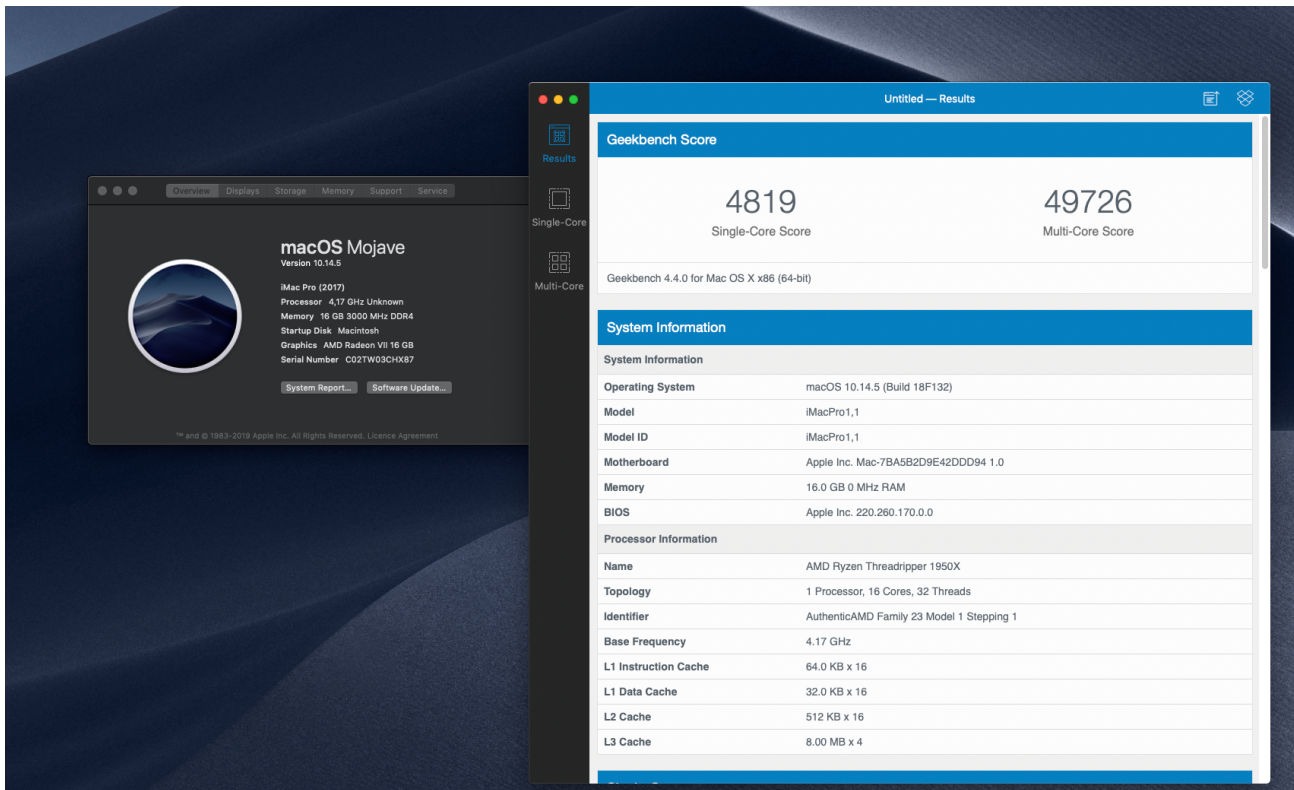 Overview Displays Storage Memory Support Service
macOS Mojave
Version 10.14.5
iMac Pro (2017)
Processor 4,17 GHz Unknown
Memory 16 GB 3000 MHz DDR4
Startup Disk Macintosh
Graphics AMD Radeon VII 16 GB
Serial Number C02TW03CHX87
System Report... Software Update...
™ and © 1983-2019 Apple Inc. All Rights Reserved. Licence Agreement
Untitled — Results
Results
Single-Core
Multi-Core
Geekbench Score
4819 49726
Single-Core Score Multi-Core Score
Geekbench 4.4.0 for Mac OS X x86 (64-bit)
System Information
System Information
Operating System macOS 10.14.5 (Build 18F132)
Model iMacPro1,1
Model ID iMacPro1,1
Motherboard Apple Inc. Mac-7BA5B2D9E42DDD94 1.0
Memory 16.0 GB 0 MHz RAM
BIOS Apple Inc. 220.260.170.0.0
Processor Information
Name AMD Ryzen Threadripper 1950X
Topology 1 Processor, 16 Cores, 32 Threads
Identifier AuthenticAMD Family 23 Model 1 Stepping 1
Base Frequency 4.17 GHz
L1 Instruction Cache 64.0 KB x 16
L1 Data Cache 32.0 KB x 16
L2 Cache 512 KB x 16
L3 Cache 8.00 MB x 4